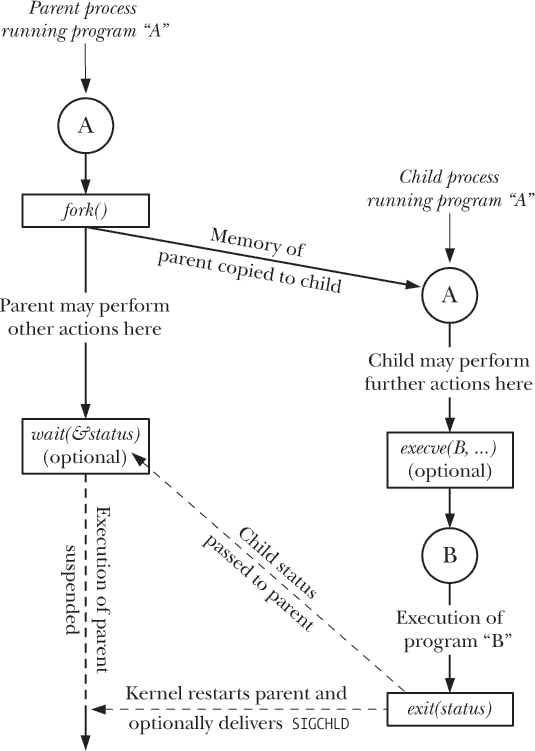 Parent process
running program “A”
A
fork()
Child process
running program “A”
Memory of
parent copied to child
A
Parent may perform
other actions here
Child may perform
further actions here
wait(&status)
(optional)
execve(B, ...)
(optional)
Execution of parent
suspended
Child status
passed to parent
B
Execution of
program “B”
Kernel restarts parent and
optionally delivers SIGCHLD
exit(status)